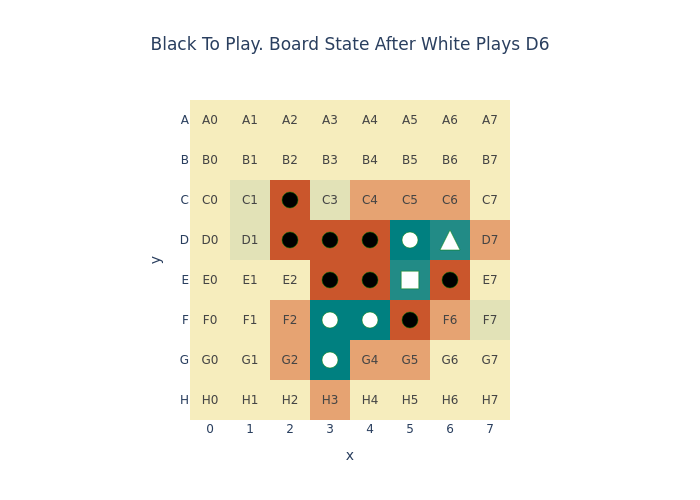 Black To Play. Board State After White Plays D6
A A0 A1 A2 A3 A4 A5 A6 A7
B B0 B1 B2 B3 B4 B5 B6 B7
C C0 C1 C3 C4 C5 C6 C7
D D0 D1 D7
y
E E0 E1 E2 E7
F F0 F1 F2 F6 F7
G G0 G1 G2 G4 G5 G6 G7
H H0 H1 H2 H3 H4 H5 H6 H7
0 1 2 3 4 5 6 7
x